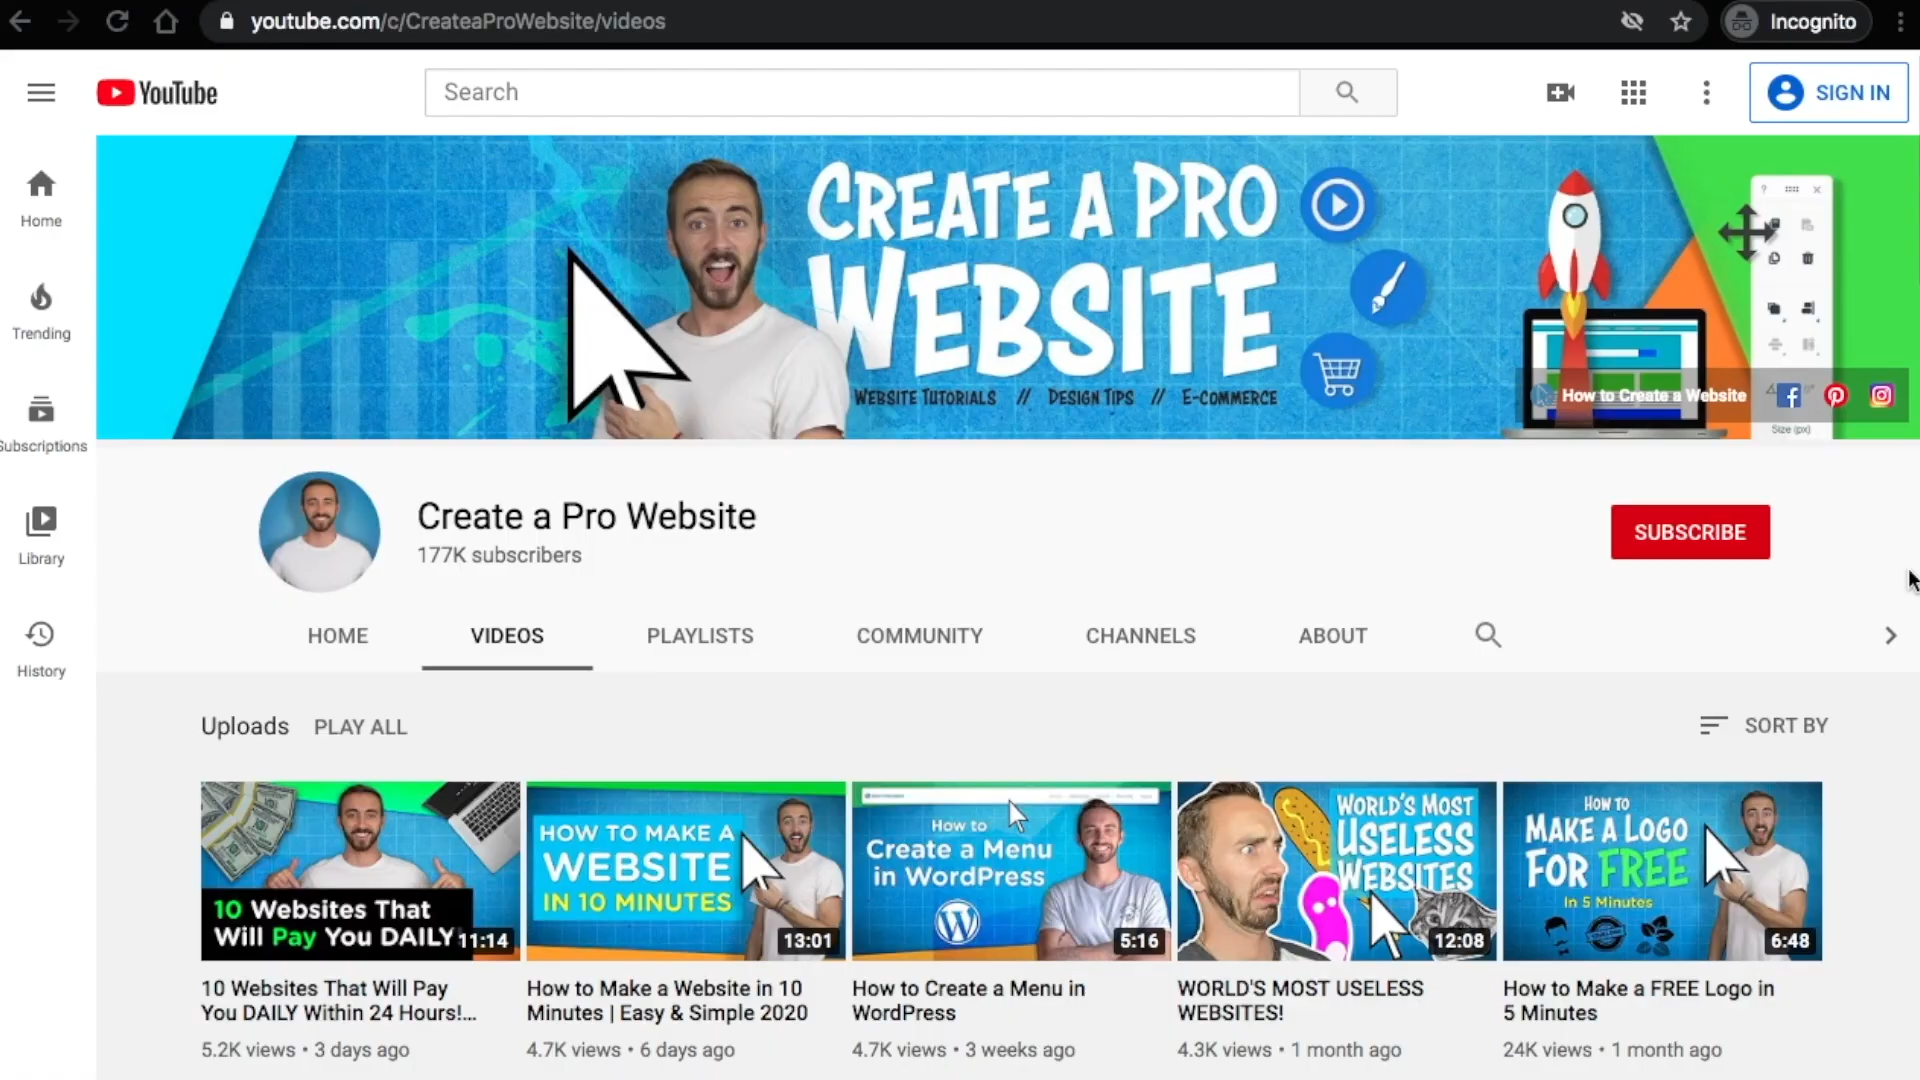 youtube.com/c/CreateaProWebsite/videos
Incognito
YouTube
Search
SIGN IN
Home
Trending
Subscriptions
Library
History
CREATE A PRO
WEBSITE
WEBSITE TUTORIALS // DESIGN TIPS // E-COMMERCE
How to Create a Website
Size (px)
Create a Pro Website
177K subscribers
SUBSCRIBE
HOME
VIDEOS
PLAYLISTS
COMMUNITY
CHANNELS
ABOUT
Uploads
PLAY ALL
SORT BY
10 Websites That
Will Pay You DAILY
11:14
HOW TO MAKE A
WEBSITE
IN 10 MINUTES
13:01
How to
Create a Menu
in WordPress
5:16
WORLD'S MOST
USELESS
WEBSITES
12:08
HOW TO
MAKE A LOGO
FOR FREE
In 5 Minutes
6:48
10 Websites That Will Pay
You DAILY Within 24 Hours!...
5.2K views • 3 days ago
How to Make a Website in 10
Minutes | Easy & Simple 2020
4.7K views • 6 days ago
How to Create a Menu in
WordPress
4.7K views • 3 weeks ago
WORLD'S MOST USELESS
WEBSITES!
4.3K views • 1 month ago
How to Make a FREE Logo in
5 Minutes
24K views • 1 month ago